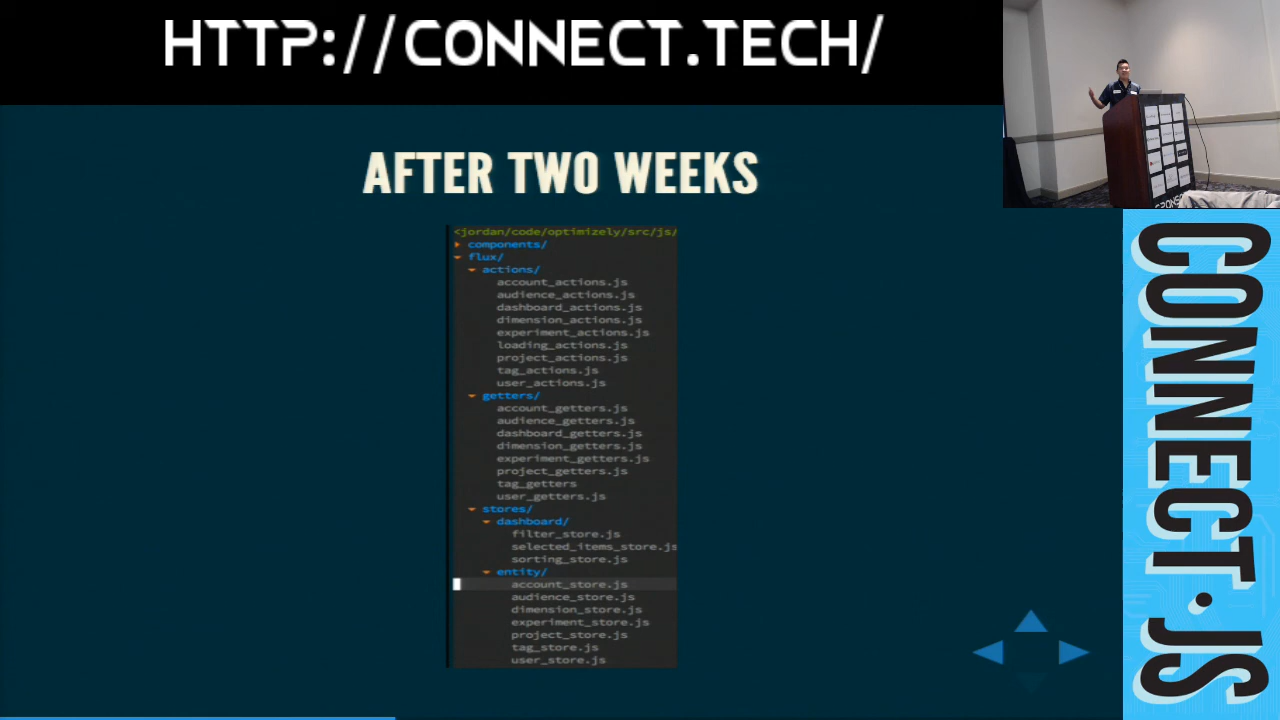 HTTP://CONNECT.TECH/
AFTER TWO WEEKS
<jordan/code/optimizely/src/js/
components/
flux/
actions/
account_actions.js
audience_actions.js
dashboard_actions.js
dimension_actions.js
experiment_actions.js
loading_actions.js
project_actions.js
tag_actions.js
user_actions.js
getters/
account_getters.js
audience_getters.js
dashboard_getters.js
dimension_getters.js
experiment_getters.js
project_getters.js
tag_getters
user_getters.js
stores/
dashboard/
filter_store.js
selected_items_store.js
sorting_store.js
entity/
account_store.js
audience_store.js
dimension_store.js
experiment_store.js
project_store.js
tag_store.js
user_store.js
CONNECT.JS